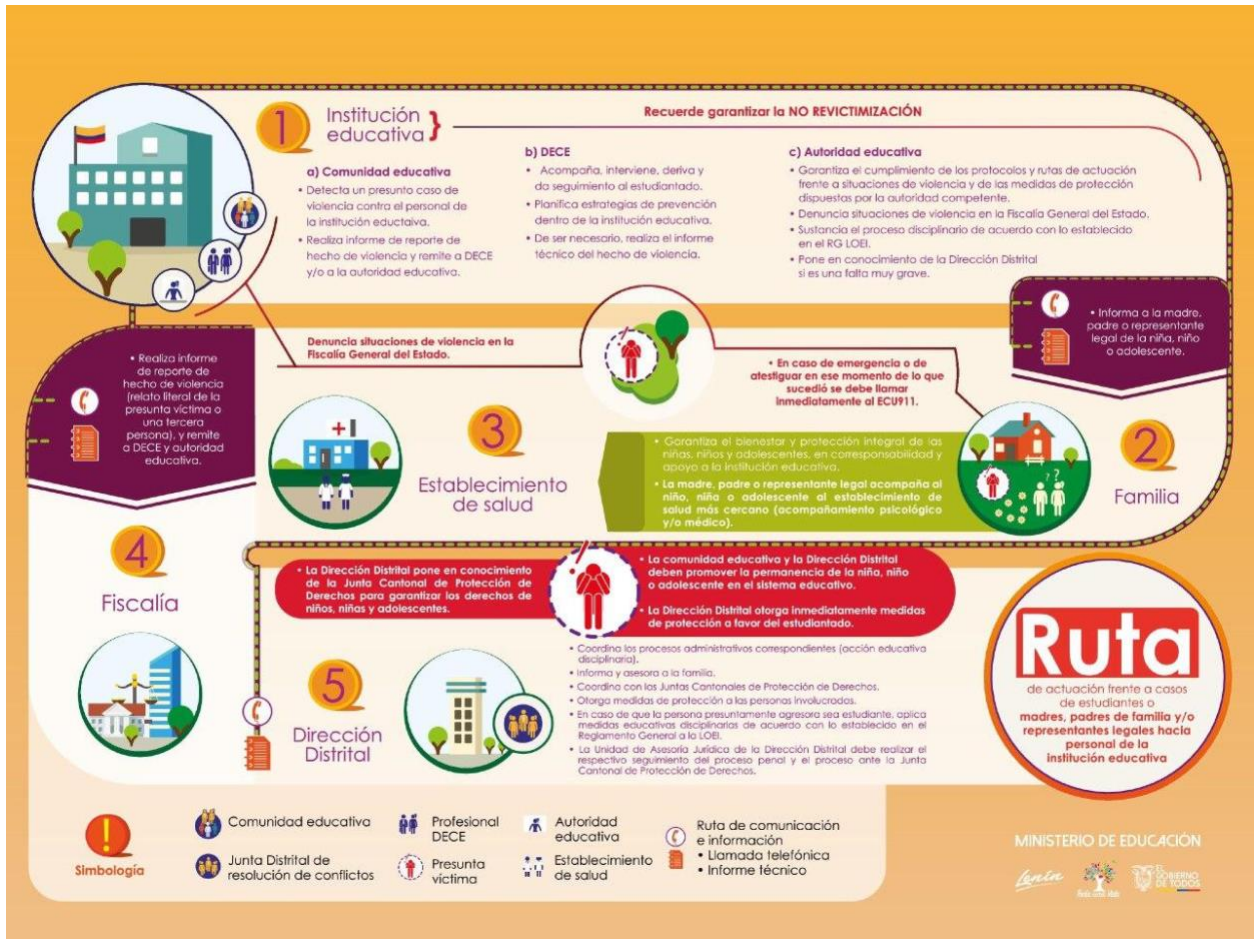 1
Institución
educativa }
Recuerde garantizar la NO REVICTIMIZACIÓN
a) Comunidad educativa
• Detecta un presunto caso de
violencia contra el personal de
la institución eductaiva.
• Realiza informe de reporte de
hecho de violencia y remite a DECE
y/o a la autoridad educativa.
b) DECE
• Acompaña, interviene, deriva y
da seguimiento al estudiantado.
• Planifica estrategias de prevención
dentro de la institución educativa.
• De ser necesario, realiza el informe
técnico del hecho de violencia.
c) Autoridad educativa
• Garantiza el cumplimiento de los protocolos y rutas de actuación
frente a situaciones de violencia y de las medidas de protección
dispuestas por la autoridad competente.
• Denuncia situaciones de violencia en la Fiscalía General del Estado.
• Sustancia el proceso disciplinario de acuerdo con lo establecido
en el RG LOEI.
• Pone en conocimiento de la Dirección Distrital
si es una falta muy grave.
• Informa a la madre,
padre o representante
legal de la niña, niño
o adolescente.
• Realiza informe
de reporte de
hecho de violencia
(relato literal de la
presunta víctima o
una tercera
persona), y remite
a DECE y autoridad
educativa.
Denuncia situaciones de violencia en la
Fiscalía General del Estado.
• En caso de emergencia o de
atestiguar en ese momento de lo que
sucedió se debe llamar
inmediatamente al ECU911.
2
Familia
• Garantiza el bienestar y protección integral de las
niñas, niños y adolescentes, en corresponsabilidad y
apoyo a la institución educativa.
• La madre, padre o representante legal acompaña al
niño, niña o adolescente al establecimiento de
salud más cercano (acompañamiento psicológico
y/o médico).
3
Establecimiento
de salud
4
Fiscalía
• La Dirección Distrital pone en conocimiento
de la Junta Cantonal de Protección de
Derechos para garantizar los derechos de
niños, niñas y adolescentes.
• La comunidad educativa y la Dirección Distrital
deben promover la permanencia de la niña, niño
o adolescente en el sistema educativo.
• La Dirección Distrital otorga inmediatamente medidas
de protección a favor del estudiantado.
5
Dirección
Distrital
• Coordina los procesos administrativos correspondientes (acción educativa
disciplinaria).
• Informa y asesora a la familia.
• Coordina con las Juntas Cantonales de Protección de Derechos.
• Otorga medidas de protección a las personas involucradas.
• En caso de que la persona presuntamente agresora sea estudiante, aplica
medidas educativas disciplinarias de acuerdo con lo establecido en el
Reglamento General a la LOEI.
• La Unidad de Asesoría Jurídica de la Dirección Distrital debe realizar el
respectivo seguimiento del proceso penal y el proceso ante la Junta
Cantonal de Protección de Derechos.
Ruta
de actuación frente a casos
de estudiantes o
madres, padres de familia y/o
representantes legales hacia
personal de la
institución educativa
!
Simbología
Comunidad educativa
Junta Distrital de
resolución de conflictos
Profesional
DECE
Presunta
víctima
Autoridad
educativa
Establecimiento
de salud
Ruta de comunicación
e información
• Llamada telefónica
• Informe técnico
MINISTERIO DE EDUCACIÓN
Lenín
Toda una Vida
EL
GOBIERNO
DE TODOS